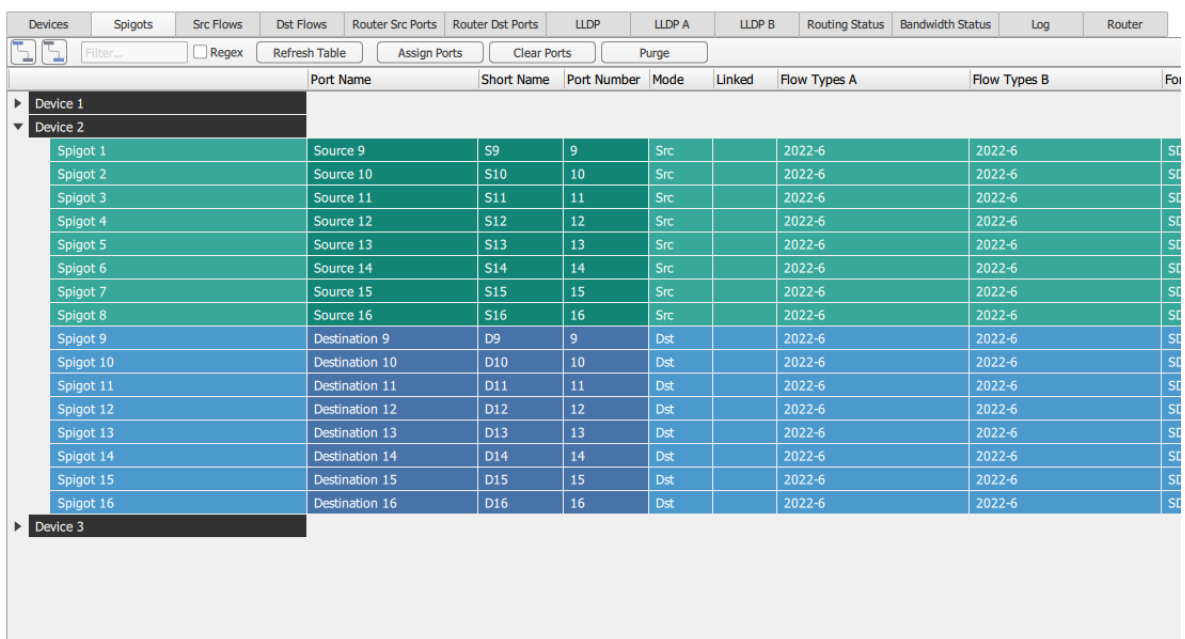 Devices Spigots Src Flows Dst Flows Router Src Ports Router Dst Ports LLDP LLDP A LLDP B Routing Status Bandwidth Status Log Router
Filter... Regex Refresh Table Assign Ports Clear Ports Purge
Port Name Short Name Port Number Mode Linked Flow Types A Flow Types B
Device 1
Device 2
Spigot 1 Source 9 S9 9 Src 2022-6 2022-6
Spigot 2 Source 10 S10 10 Src 2022-6 2022-6
Spigot 3 Source 11 S11 11 Src 2022-6 2022-6
Spigot 4 Source 12 S12 12 Src 2022-6 2022-6
Spigot 5 Source 13 S13 13 Src 2022-6 2022-6
Spigot 6 Source 14 S14 14 Src 2022-6 2022-6
Spigot 7 Source 15 S15 15 Src 2022-6 2022-6
Spigot 8 Source 16 S16 16 Src 2022-6 2022-6
Spigot 9 Destination 9 D9 9 Dst 2022-6 2022-6
Spigot 10 Destination 10 D10 10 Dst 2022-6 2022-6
Spigot 11 Destination 11 D11 11 Dst 2022-6 2022-6
Spigot 12 Destination 12 D12 12 Dst 2022-6 2022-6
Spigot 13 Destination 13 D13 13 Dst 2022-6 2022-6
Spigot 14 Destination 14 D14 14 Dst 2022-6 2022-6
Spigot 15 Destination 15 D15 15 Dst 2022-6 2022-6
Spigot 16 Destination 16 D16 16 Dst 2022-6 2022-6
Device 3